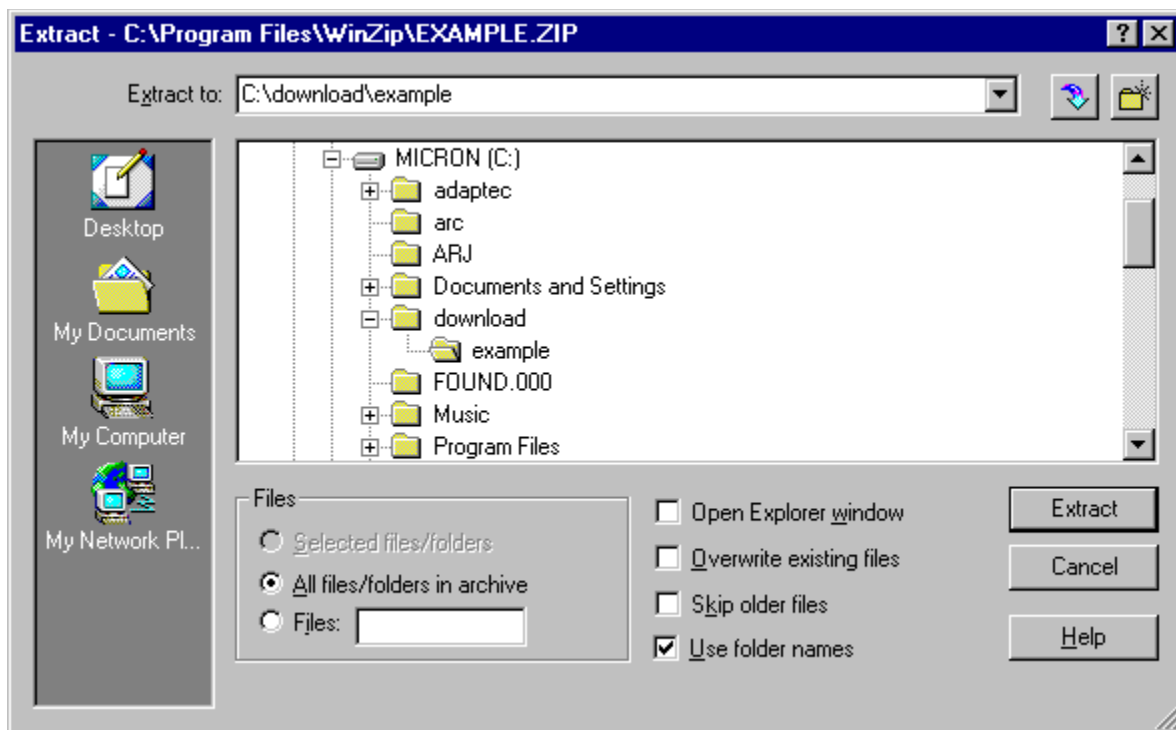 Extract - C:\Program Files\WinZip\EXAMPLE.ZIP
Extract to: C:\download\example
Desktop
My Documents
My Computer
My Network Pl...
MICRON (C:)
adaptec
arc
ARJ
Documents and Settings
download
example
FOUND.000
Music
Program Files
Files
Selected files/folders
All files/folders in archive
Files:
Open Explorer window
Overwrite existing files
Skip older files
Use folder names
Extract
Cancel
Help